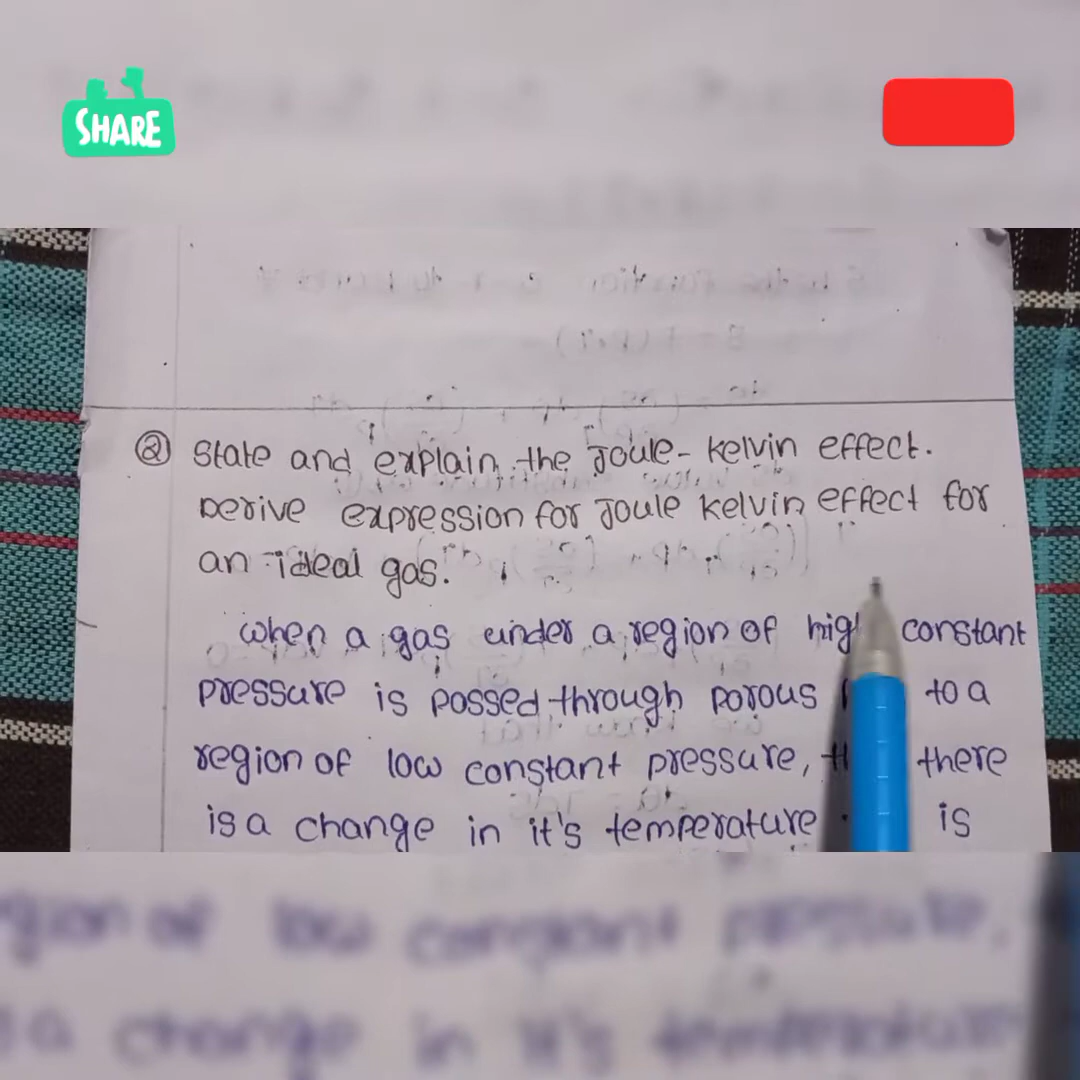 SHARE
② State and explain the Joule-Kelvin effect.
Derive expression for Joule Kelvin effect for
an ideal gas.
when a gas under a region of constant
pressure is possed through porous to a
region of low constant pressure, there
is a change in it's temperature is